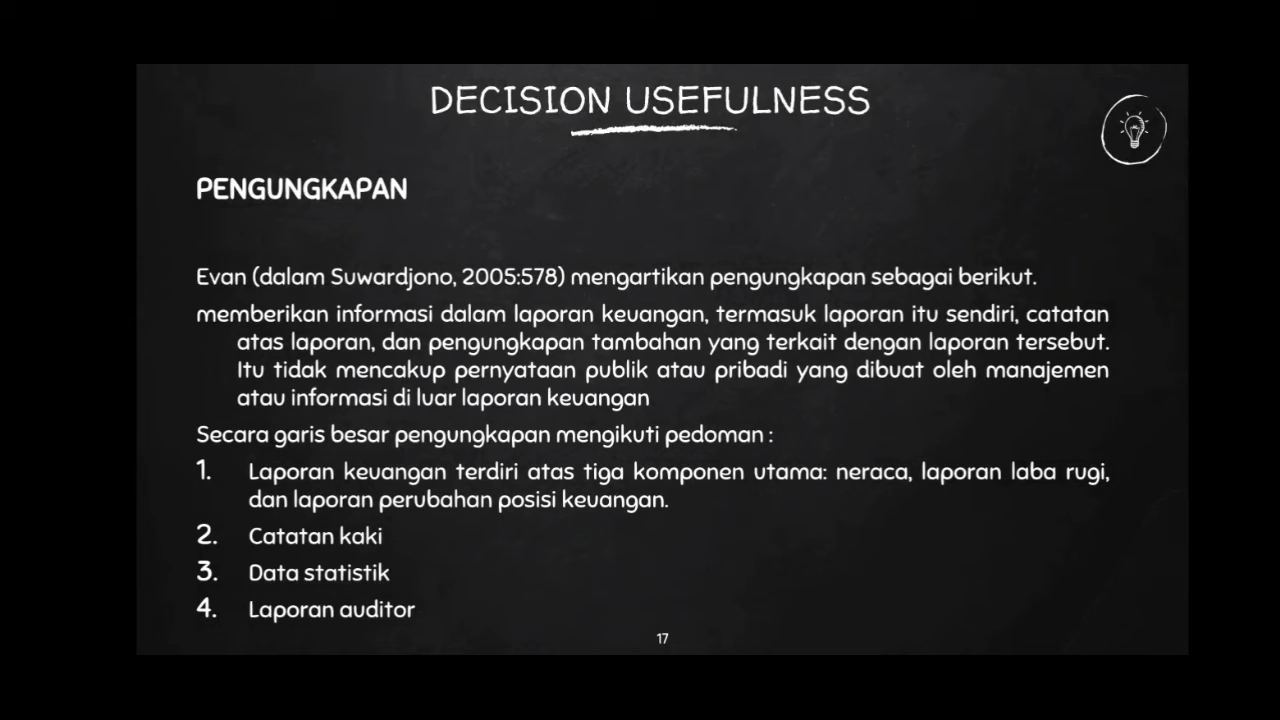 DECISION USEFULNESS
PENGUNGKAPAN
Evan (dalam Suwardjono, 2005:578) mengartikan pengungkapan sebagai berikut.
memberikan informasi dalam laporan keuangan, termasuk laporan itu sendiri, catatan
atas laporan, dan pengungkapan tambahan yang terkait dengan laporan tersebut.
Itu tidak mencakup pernyataan publik atau pribadi yang dibuat oleh manajemen
atau informasi di luar laporan keuangan
Secara garis besar pengungkapan mengikuti pedoman :
1. Laporan keuangan terdiri atas tiga komponen utama: neraca, laporan laba rugi,
dan laporan perubahan posisi keuangan.
2. Catatan kaki
3. Data statistik
4. Laporan auditor
17